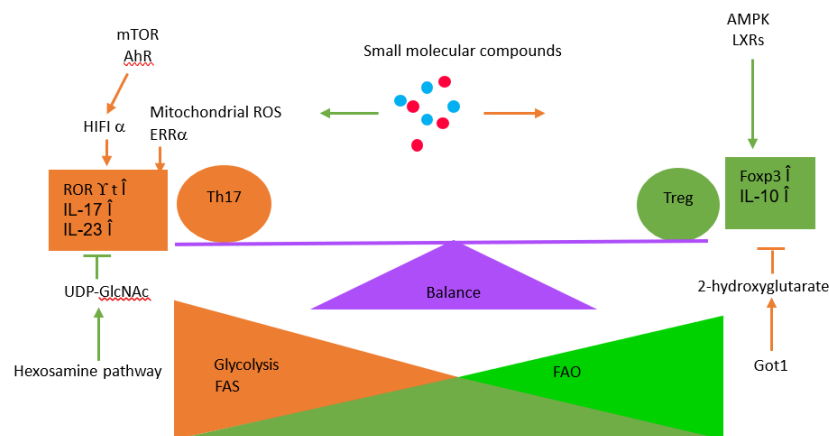 mTOR
AhR
AMPK
LXRs
Small molecular compounds
HIFI α
Mitochondrial ROS
ERRα
ROR ϒ t Î
IL-17 Î
IL-23 Î
Th17
Treg
Foxp3 Î
IL-10 Î
UDP-GlcNAc
Balance
2-hydroxyglutarate
Hexosamine pathway
Glycolysis
FAS
FAO
Got1